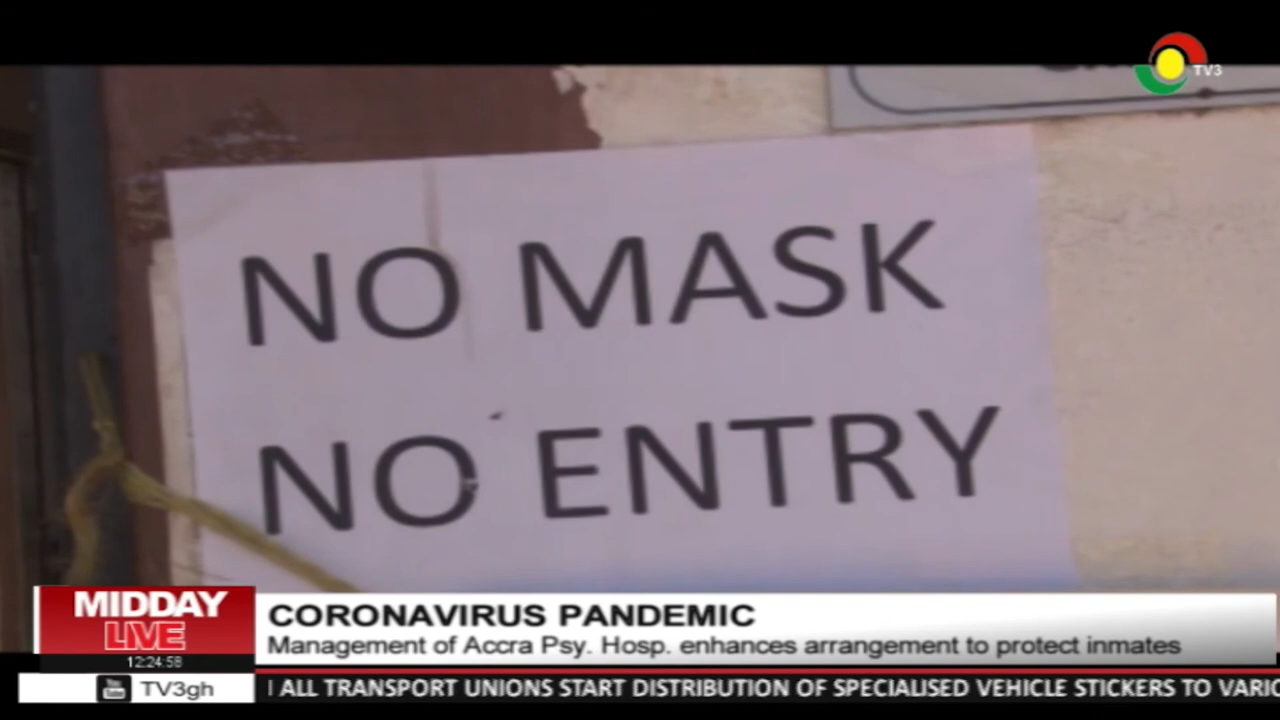 TV3
NO MASK
NO ENTRY
MIDDAY
LIVE
12:24:58
CORONAVIRUS PANDEMIC
Management of Accra Psy. Hosp. enhances arrangement to protect inmates
TV3gh
ALL TRANSPORT UNIONS START DISTRIBUTION OF SPECIALISED VEHICLE STICKERS TO